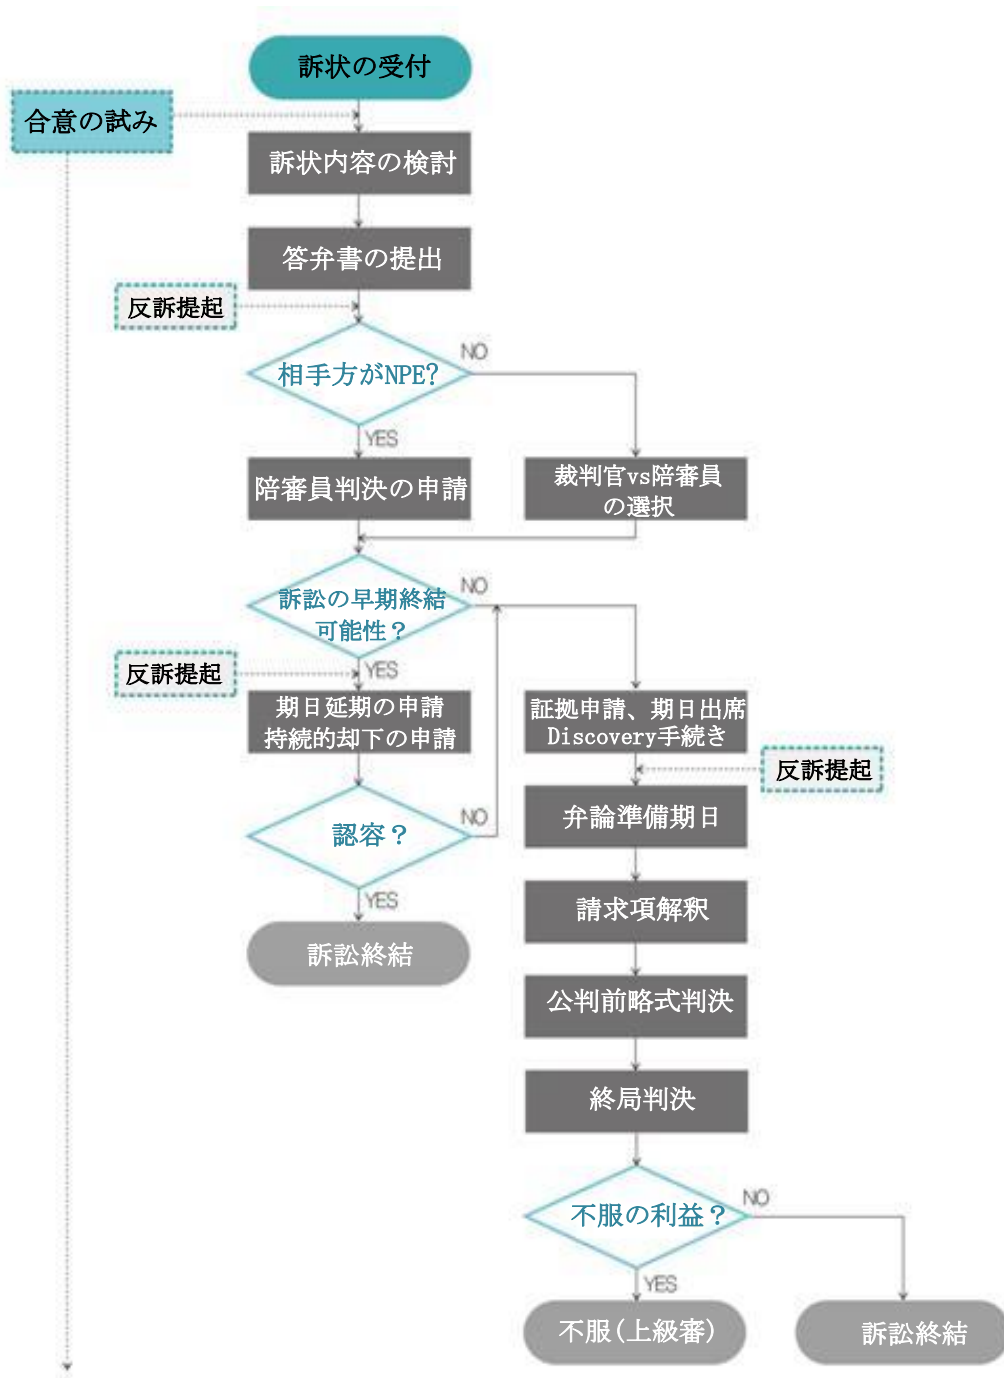 訴状の受付
合意の試み
訴状内容の検討
答弁書の提出
反訴提起
相手方がNPE?
NO
YES
陪審員判決の申請
裁判官vs陪審員
の選択
訴訟の早期終結
可能性？
NO
YES
反訴提起
期日延期の申請
持続的却下の申請
証拠申請、期日出席
Discovery手続き
反訴提起
認容？
NO
YES
訴訟終結
弁論準備期日
請求項解釈
公判前略式判決
終局判決
不服の利益？
NO
YES
不服(上級審)
訴訟終結